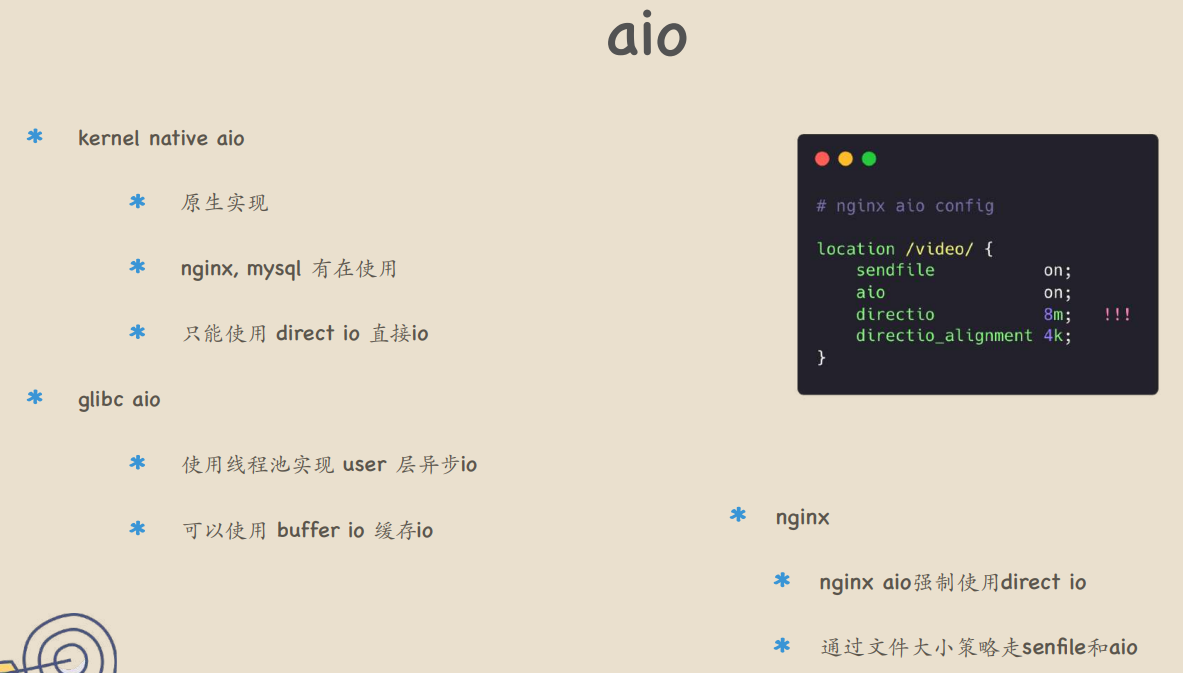 aio
kernel native aio
原生实现
nginx, mysql 有在使用
只能使用 direct io 直接io
glibc aio
使用线程池实现 user 层异步io
可以使用 buffer io 缓存io
# nginx aio config
location /video/ {
sendfile on;
aio on;
directio 8m; !!!
directio_alignment 4k;
}
nginx
nginx aio强制使用direct io
通过文件大小策略走senfile和aio